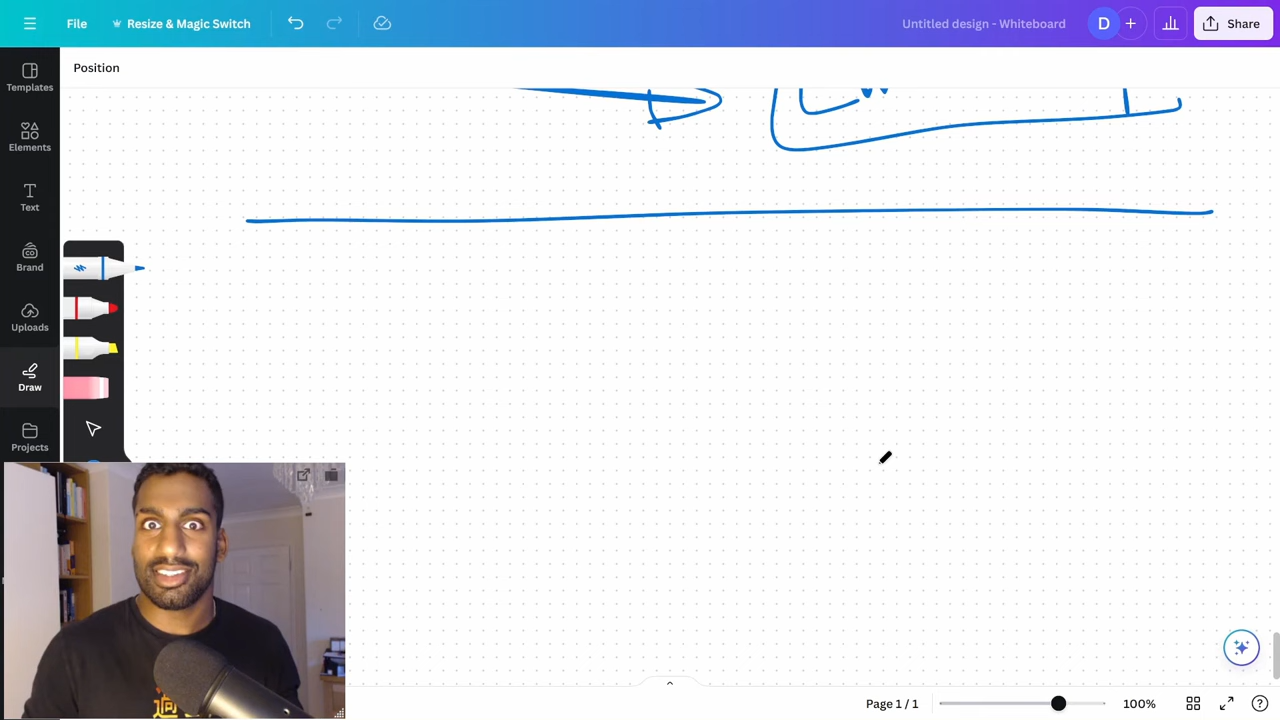 File
Resize & Magic Switch
Untitled design - Whiteboard
D
Share
Position
Templates
Elements
Text
CO
Brand
Uploads
Draw
Projects
Page 1 / 1
100%
?